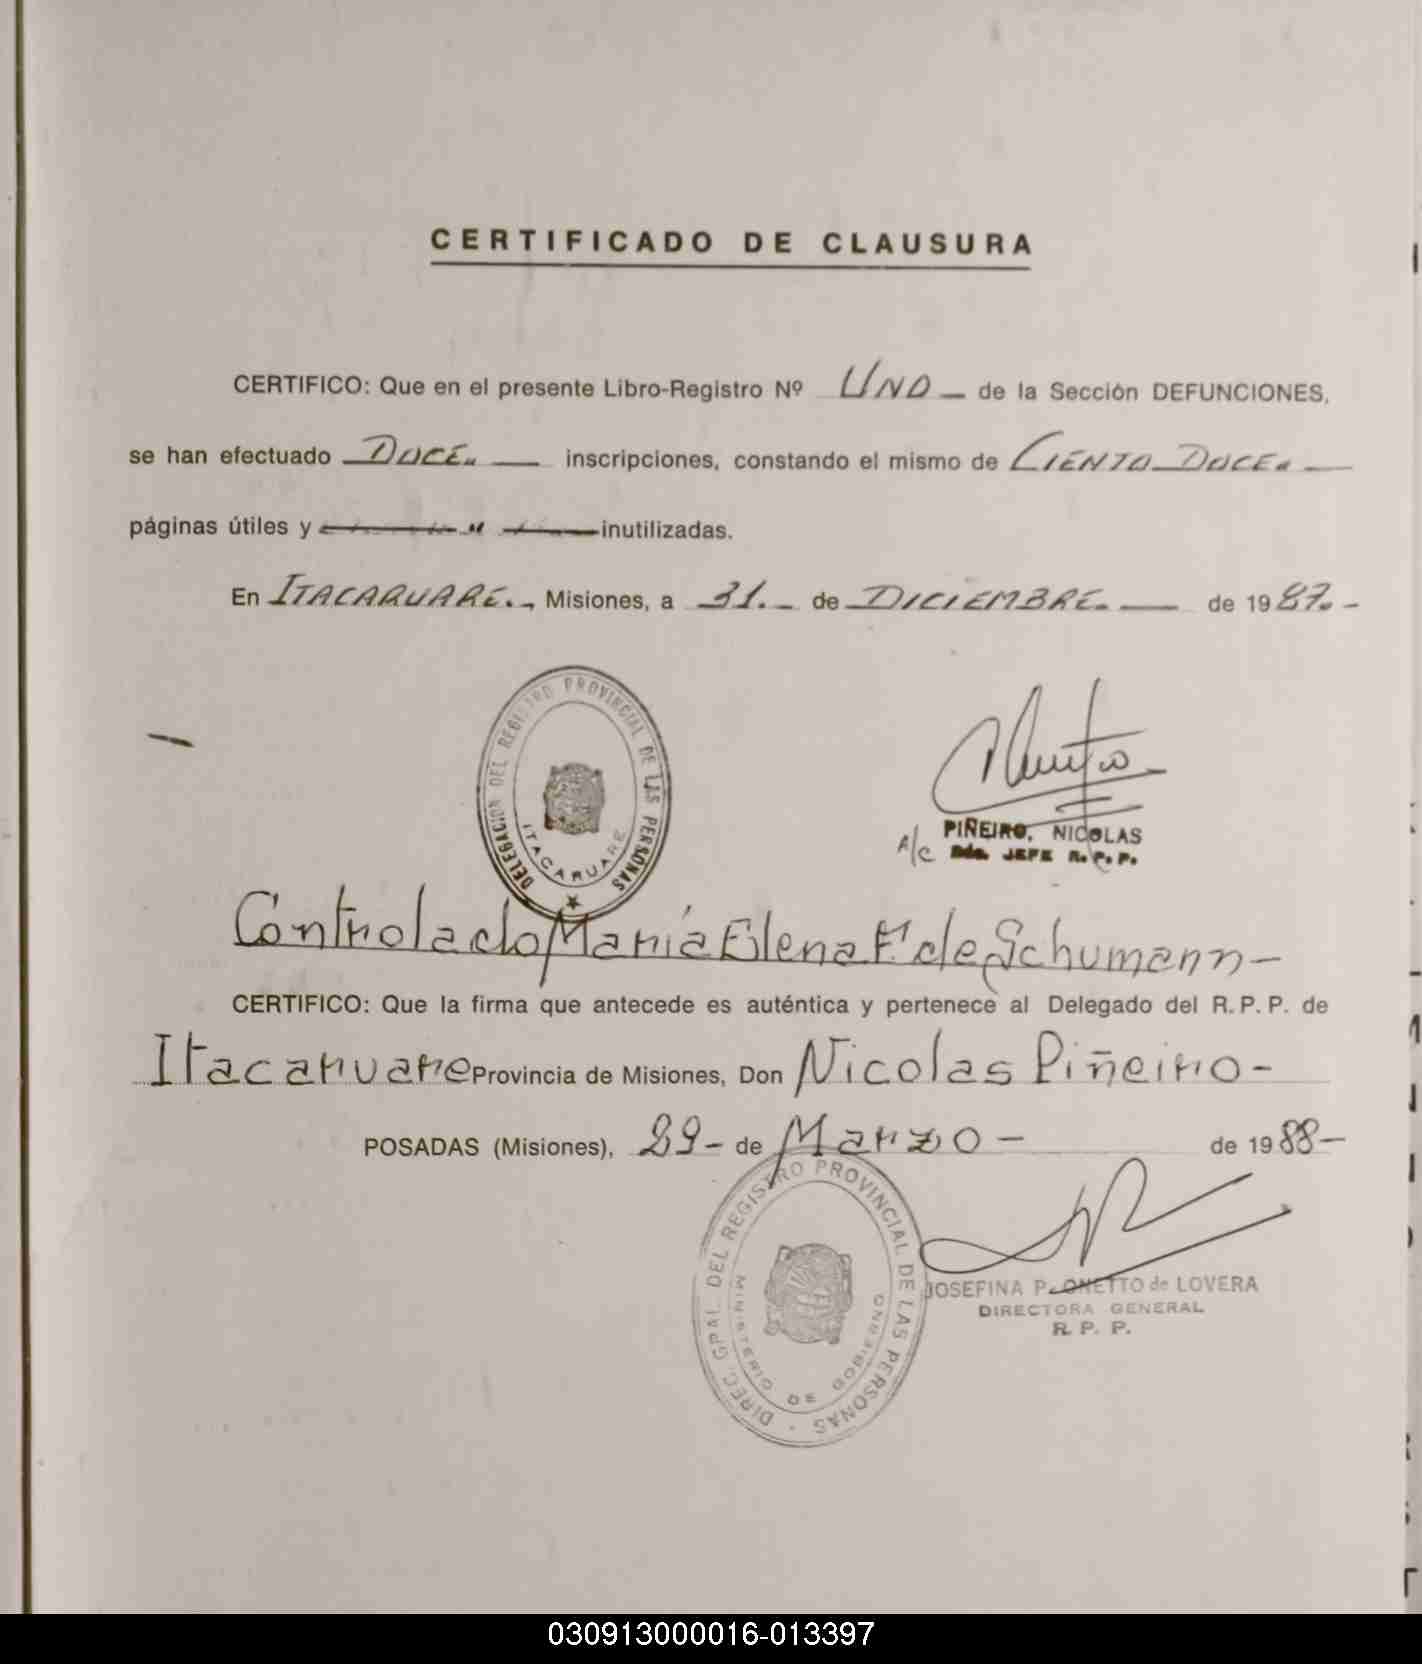 CERTIFICADO DE CLAUSURA
CERTIFICO: Que en el presente Libro-Registro Nº UNO de la Sección DEFUNCIONES,
se han efectuado DOCE.. inscripciones, constando el mismo de CIENTO DOCE..
páginas útiles y inutilizadas.
En ITACARUARE.. Misiones, a 31. de DICIEMBRE. de 1987.-
DELEGACION DEL REGISTRO PROVINCIAL DE LAS PERSONAS
ITACARUARE
PIÑEIRO, NICOLAS
A/c Bdo. JEFE R. P. P.
Controlado María Elena F. de Schumann-
CERTIFICO: Que la firma que antecede es auténtica y pertenece al Delegado del R. P. P. de
Itacaruare Provincia de Misiones, Don Nicolas Piñeiro-
POSADAS (Misiones), 29- de Marzo- de 1988-
DIREC. GRAL. DEL REGISTRO PROVINCIAL DE LAS PERSONAS
MINISTERIO DE GOBIERNO
JOSEFINA P. ONETTO de LOVERA
DIRECTORA GENERAL
R. P. P.
030913000016-013397